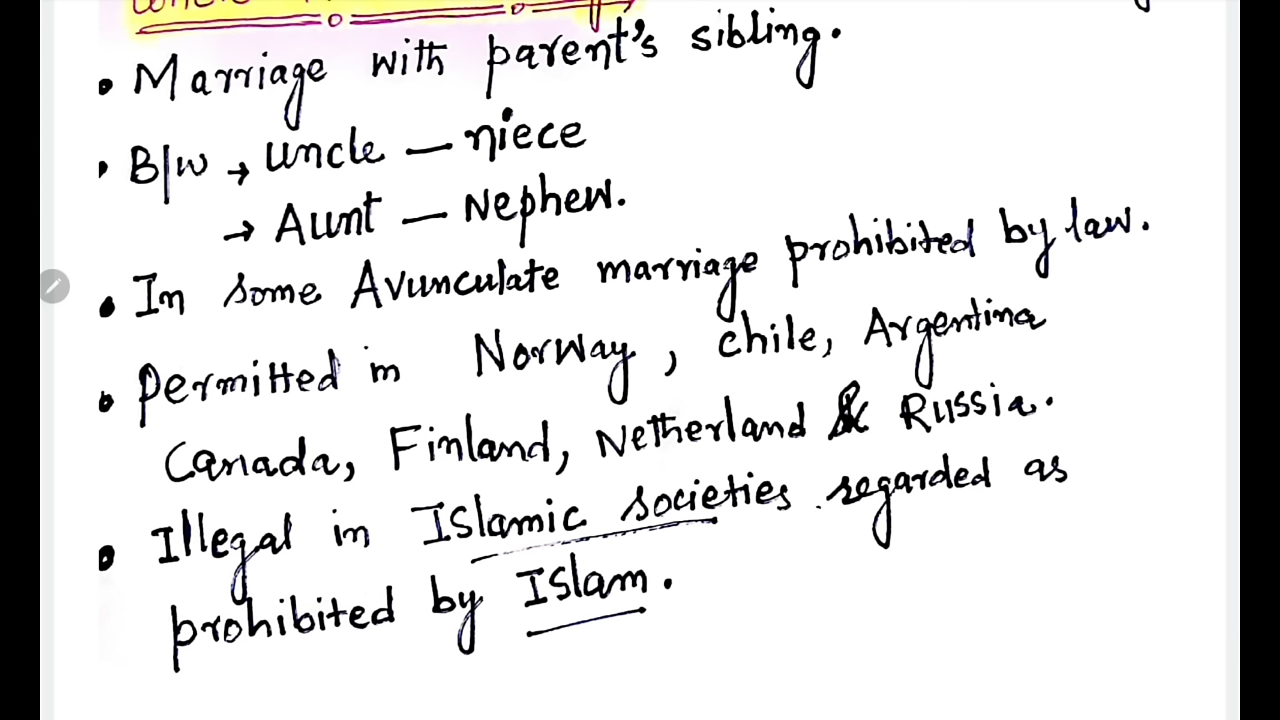 • Marriage with parent's sibling.
• B/w → Uncle — niece
→ Aunt — Nephew.
• In some Avunculate marriage prohibited by law.
• Permitted in Norway, Chile, Argentina
Canada, Finland, Netherland & Russia.
• Illegal in Islamic societies regarded as
prohibited by Islam.